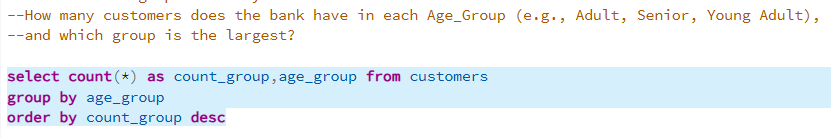 --How many customers does the bank have in each Age_Group (e.g., Adult, Senior, Young Adult),
--and which group is the largest?
select count(*) as count_group,age_group from customers
group by age_group
order by count_group desc